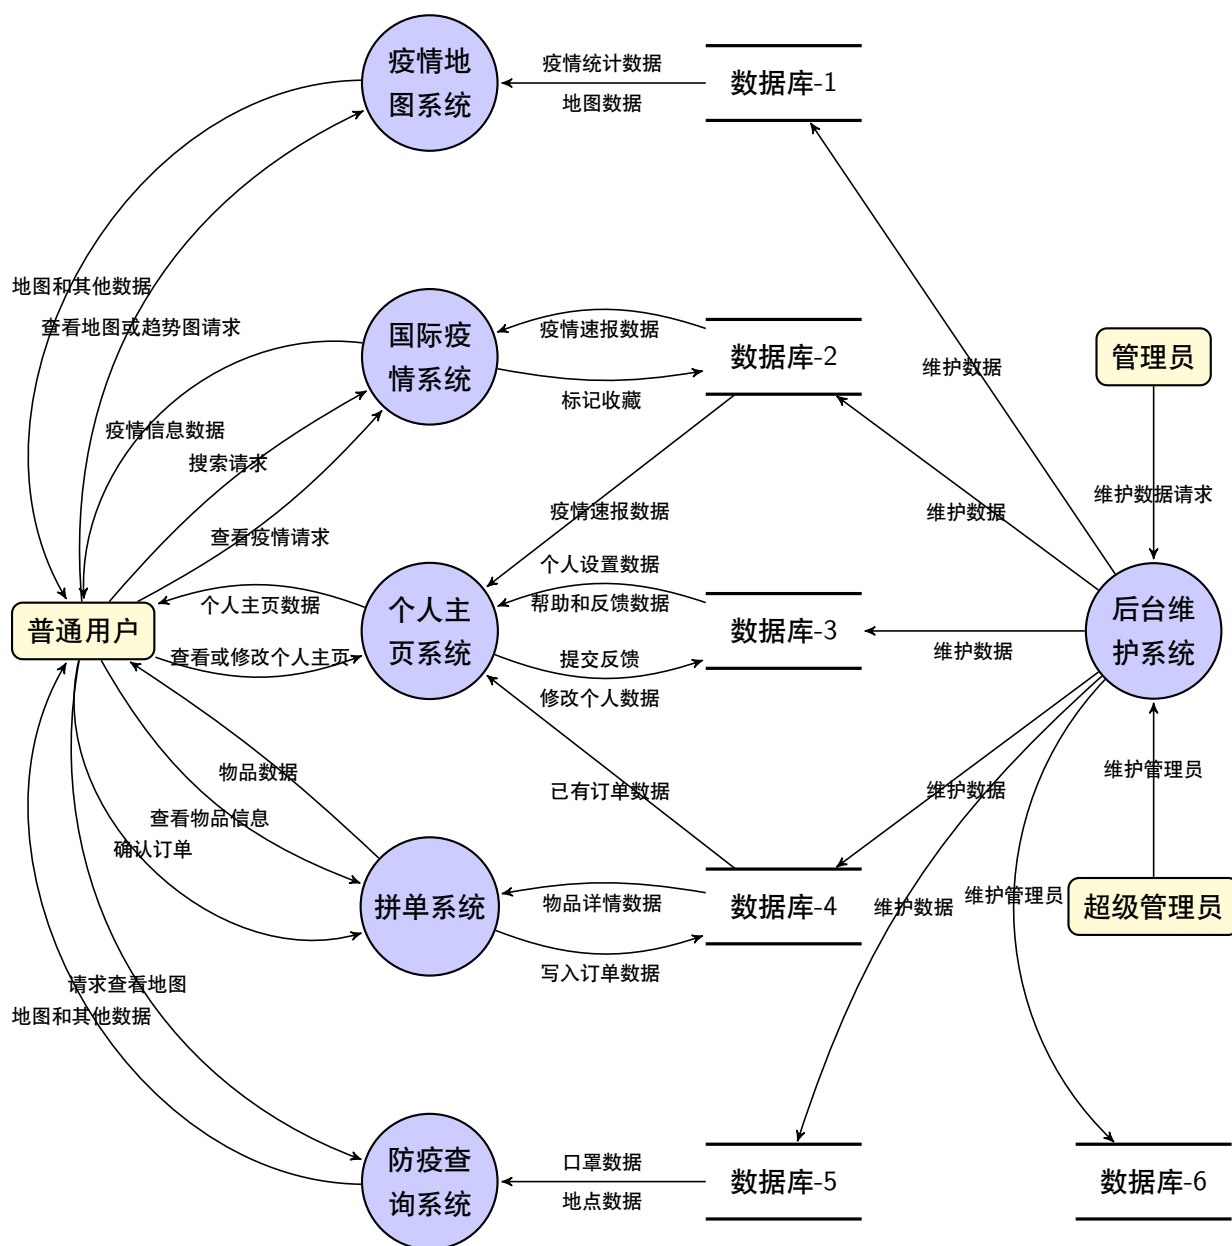 疫情地
图系统
疫情统计数据
地图数据
数据库-1
地图和其他数据
查看地图或趋势图请求
国际疫
情系统
疫情速报数据
标记收藏
数据库-2
维护数据
管理员
疫情信息数据
搜索请求
查看疫情请求
疫情速报数据
维护数据
维护数据请求
普通用户
个人主页数据
查看或修改个人主页
个人主
页系统
个人设置数据
帮助和反馈数据
提交反馈
修改个人数据
数据库-3
维护数据
后台维
护系统
物品数据
查看物品信息
确认订单
已有订单数据
维护数据
维护管理员
拼单系统
物品详情数据
写入订单数据
数据库-4
维护数据
维护管理员
超级管理员
请求查看地图
地图和其他数据
防疫查
询系统
口罩数据
地点数据
数据库-5
数据库-6